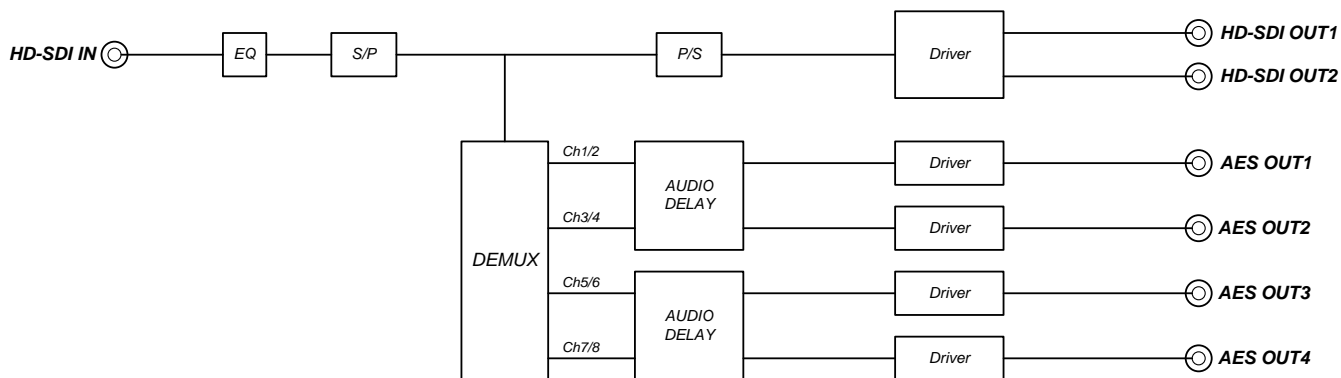 HD-SDI IN
EQ
S/P
P/S
Driver
HD-SDI OUT1
HD-SDI OUT2
DEMUX
Ch1/2
Ch3/4
Ch5/6
Ch7/8
AUDIO
DELAY
AUDIO
DELAY
Driver
AES OUT1
Driver
AES OUT2
Driver
AES OUT3
Driver
AES OUT4